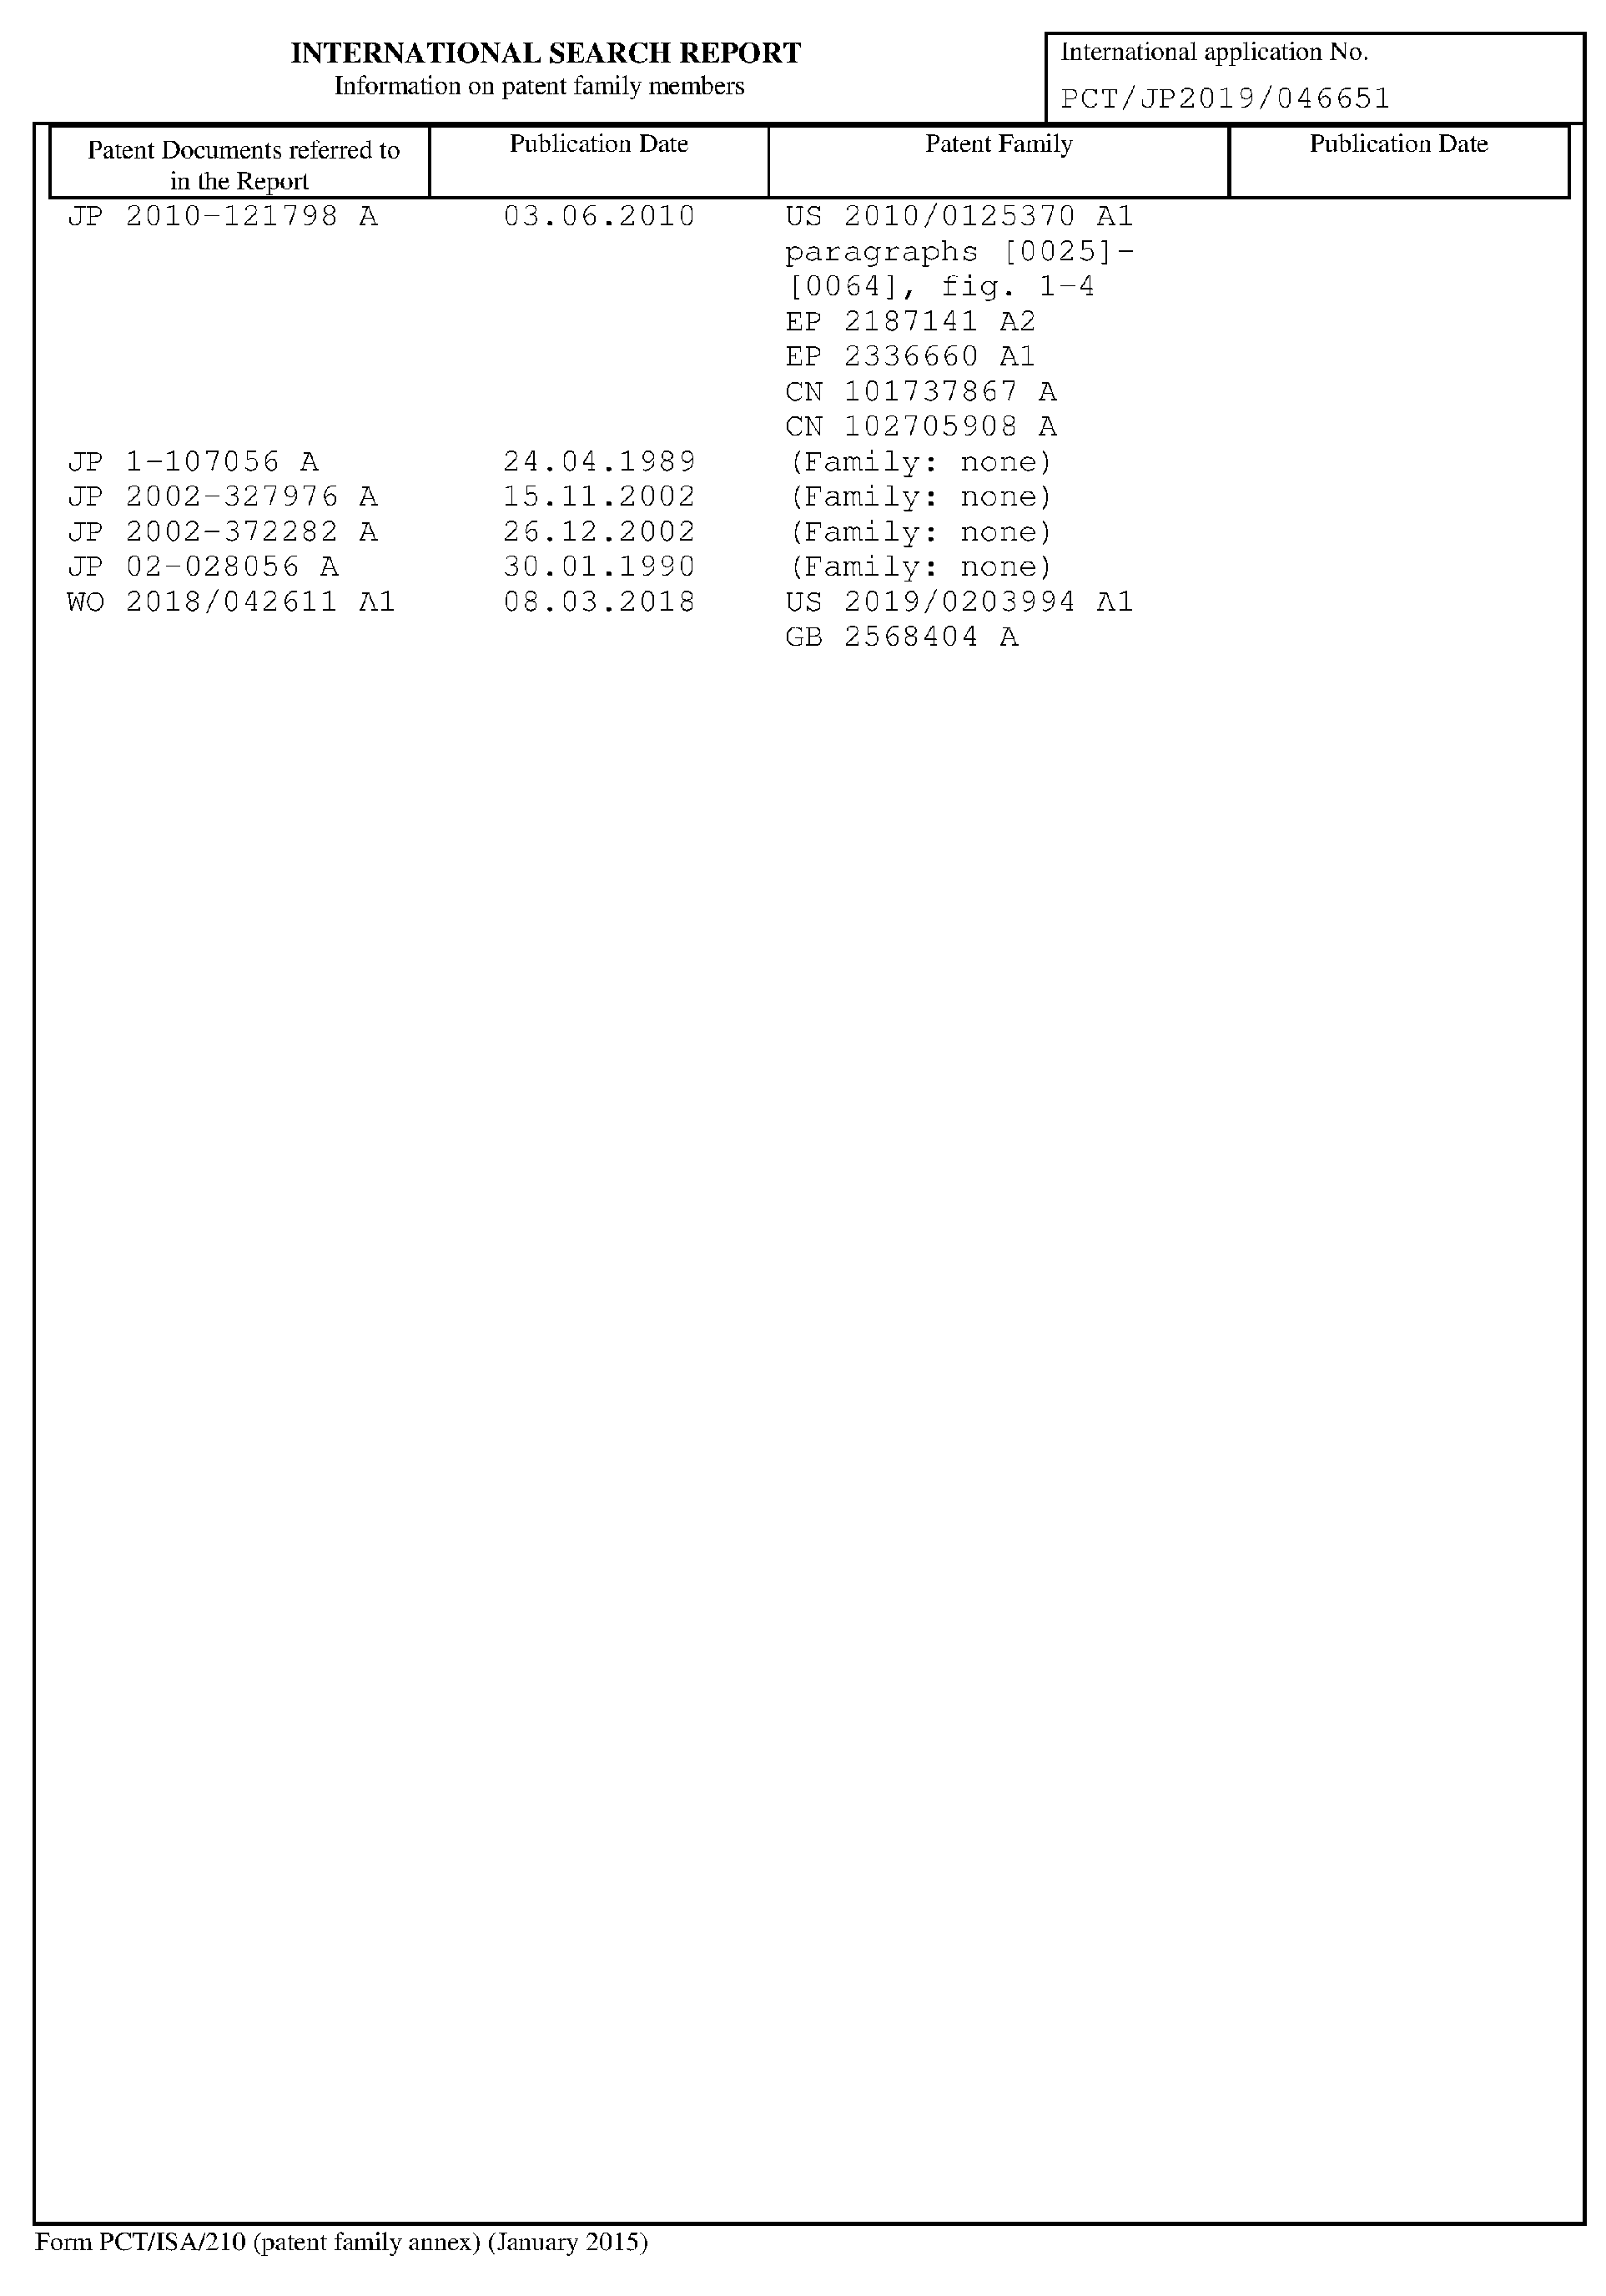 INTERNATIONAL SEARCH REPORT
Information on patent family members
International application No.
PCT/JP2019/046651
Patent Documents referred to
in the Report
Publication Date
Patent Family
Publication Date
JP 2010-121798 A 03.06.2010 US 2010/0125370 A1
paragraphs [0025]-
[0064], fig. 1-4
EP 2187141 A2
EP 2336660 A1
CN 101737867 A
CN 102705908 A
JP 1-107056 A 24.04.1989 (Family: none)
JP 2002-327976 A 15.11.2002 (Family: none)
JP 2002-372282 A 26.12.2002 (Family: none)
JP 02-028056 A 30.01.1990 (Family: none)
WO 2018/042611 A1 08.03.2018 US 2019/0203994 A1
GB 2568404 A
Form PCT/ISA/210 (patent family annex) (January 2015)